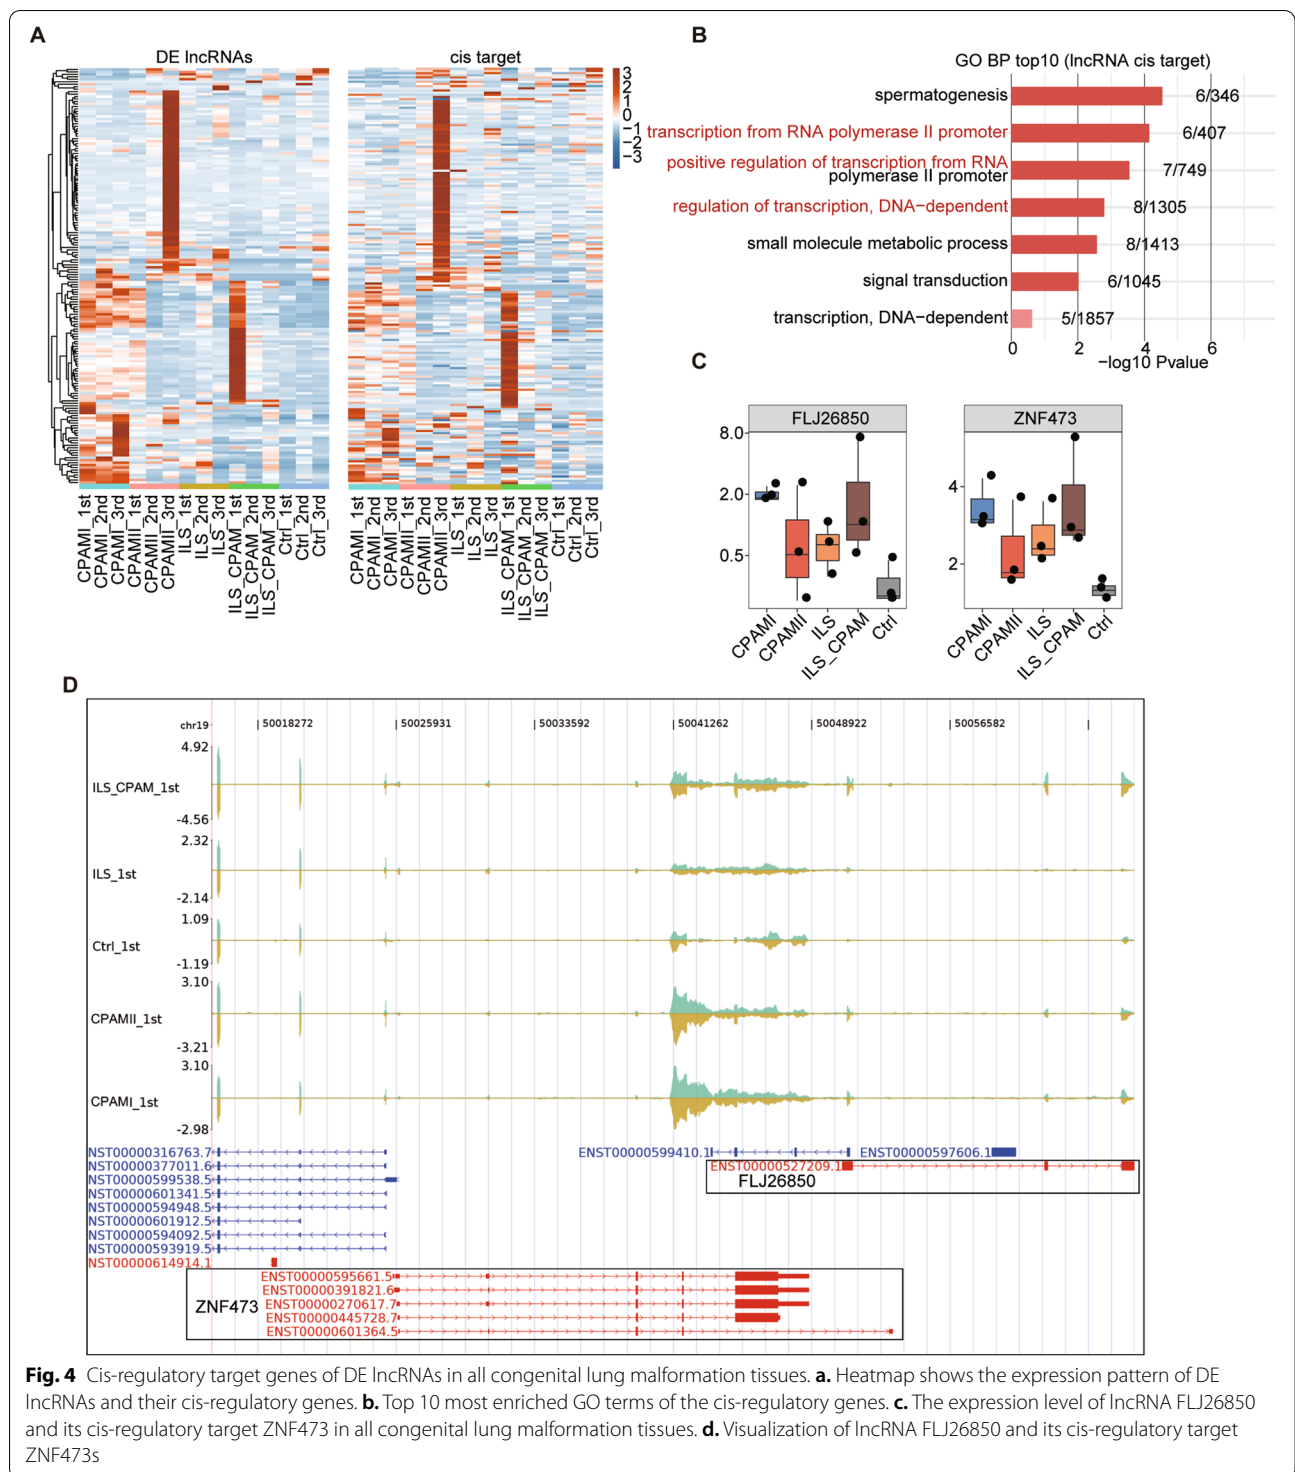 A
DE lncRNAs
cis target
3
2
1
0
−1
−2
−3
CPAMI_1st
CPAMI_2nd
CPAMI_3rd
CPAMII_1st
CPAMII_2nd
CPAMII_3rd
ILS_1st
ILS_2nd
ILS_3rd
ILS_CPAM_1st
ILS_CPAM_2nd
ILS_CPAM_3rd
Ctrl_1st
Ctrl_2nd
Ctrl_3rd
CPAMI_1st
CPAMI_2nd
CPAMI_3rd
CPAMII_1st
CPAMII_2nd
CPAMII_3rd
ILS_1st
ILS_2nd
ILS_3rd
ILS_CPAM_1st
ILS_CPAM_2nd
ILS_CPAM_3rd
Ctrl_1st
Ctrl_2nd
Ctrl_3rd
B
GO BP top10 (lncRNA cis target)
spermatogenesis 6/346
transcription from RNA polymerase II promoter 6/407
positive regulation of transcription from RNA
polymerase II promoter 7/749
regulation of transcription, DNA−dependent 8/1305
small molecule metabolic process 8/1413
signal transduction 6/1045
transcription, DNA−dependent 5/1857
0 2 4 6
−log10 Pvalue
C
FLJ26850
8.0
2.0
0.5
CPAMI
CPAMII
ILS
ILS_CPAM
Ctrl
ZNF473
4
2
CPAMI
CPAMII
ILS
ILS_CPAM
Ctrl
D
chr19 50018272 50025931 50033592 50041262 50048922 50056582
4.92
ILS_CPAM_1st
-4.56
2.32
ILS_1st
-2.14
1.09
Ctrl_1st
-1.19
3.10
CPAMII_1st
-3.21
3.10
CPAMI_1st
-2.98
NST00000316763.7 ENST00000599410.1 ENST00000597606.1
NST00000377011.6 ENST00000527209.1
NST00000599538.5 FLJ26850
NST00000601341.5
NST00000594948.5
NST00000601912.5
NST00000594092.5
NST00000593919.5
NST00000614914.1
ENST00000595661.5
ENST00000391821.6
ZNF473 ENST00000270617.7
ENST00000445728.7
ENST00000601364.5
Fig. 4 Cis-regulatory target genes of DE lncRNAs in all congenital lung malformation tissues. a. Heatmap shows the expression pattern of DE
lncRNAs and their cis-regulatory genes. b. Top 10 most enriched GO terms of the cis-regulatory genes. c. The expression level of lncRNA FLJ26850
and its cis-regulatory target ZNF473 in all congenital lung malformation tissues. d. Visualization of lncRNA FLJ26850 and its cis-regulatory target
ZNF473s